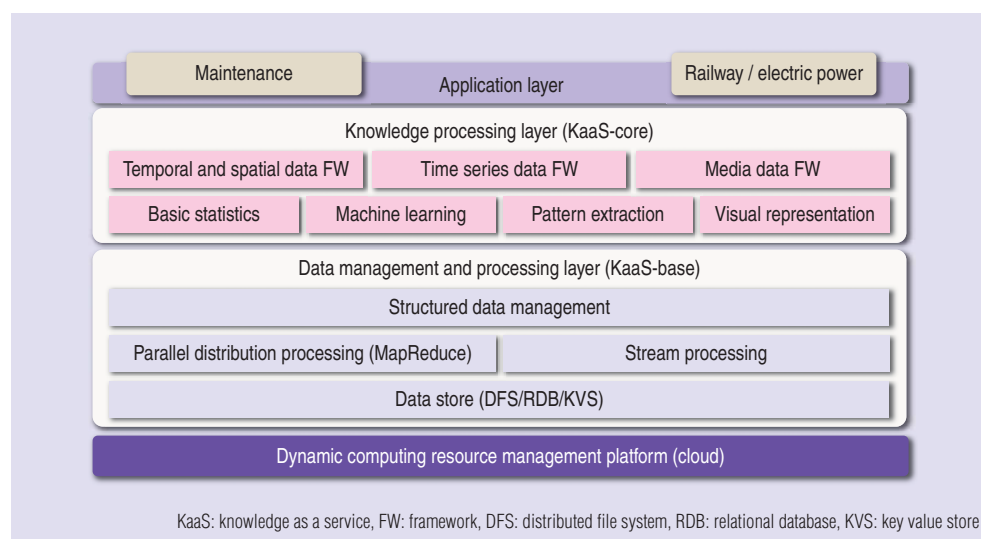 Maintenance
Application layer
Railway / electric power
Knowledge processing layer (KaaS-core)
Temporal and spatial data FW
Time series data FW
Media data FW
Basic statistics
Machine learning
Pattern extraction
Visual representation
Data management and processing layer (KaaS-base)
Structured data management
Parallel distribution processing (MapReduce)
Stream processing
Data store (DFS/RDB/KVS)
Dynamic computing resource management platform (cloud)
KaaS: knowledge as a service, FW: framework, DFS: distributed file system, RDB: relational database, KVS: key value store